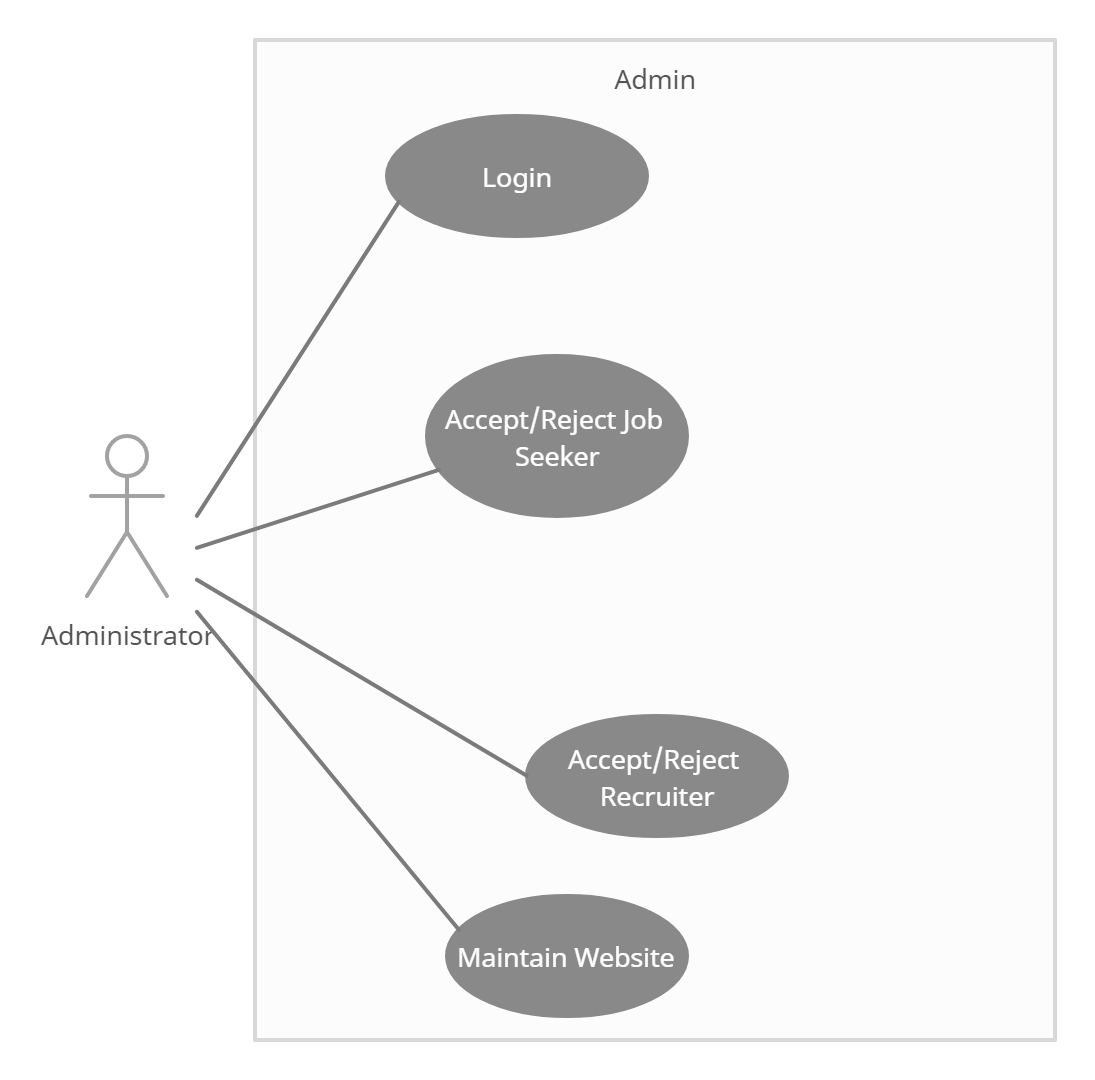 Admin
Login
Accept/Reject Job
Seeker
Administrator
Accept/Reject
Recruiter
Maintain Website